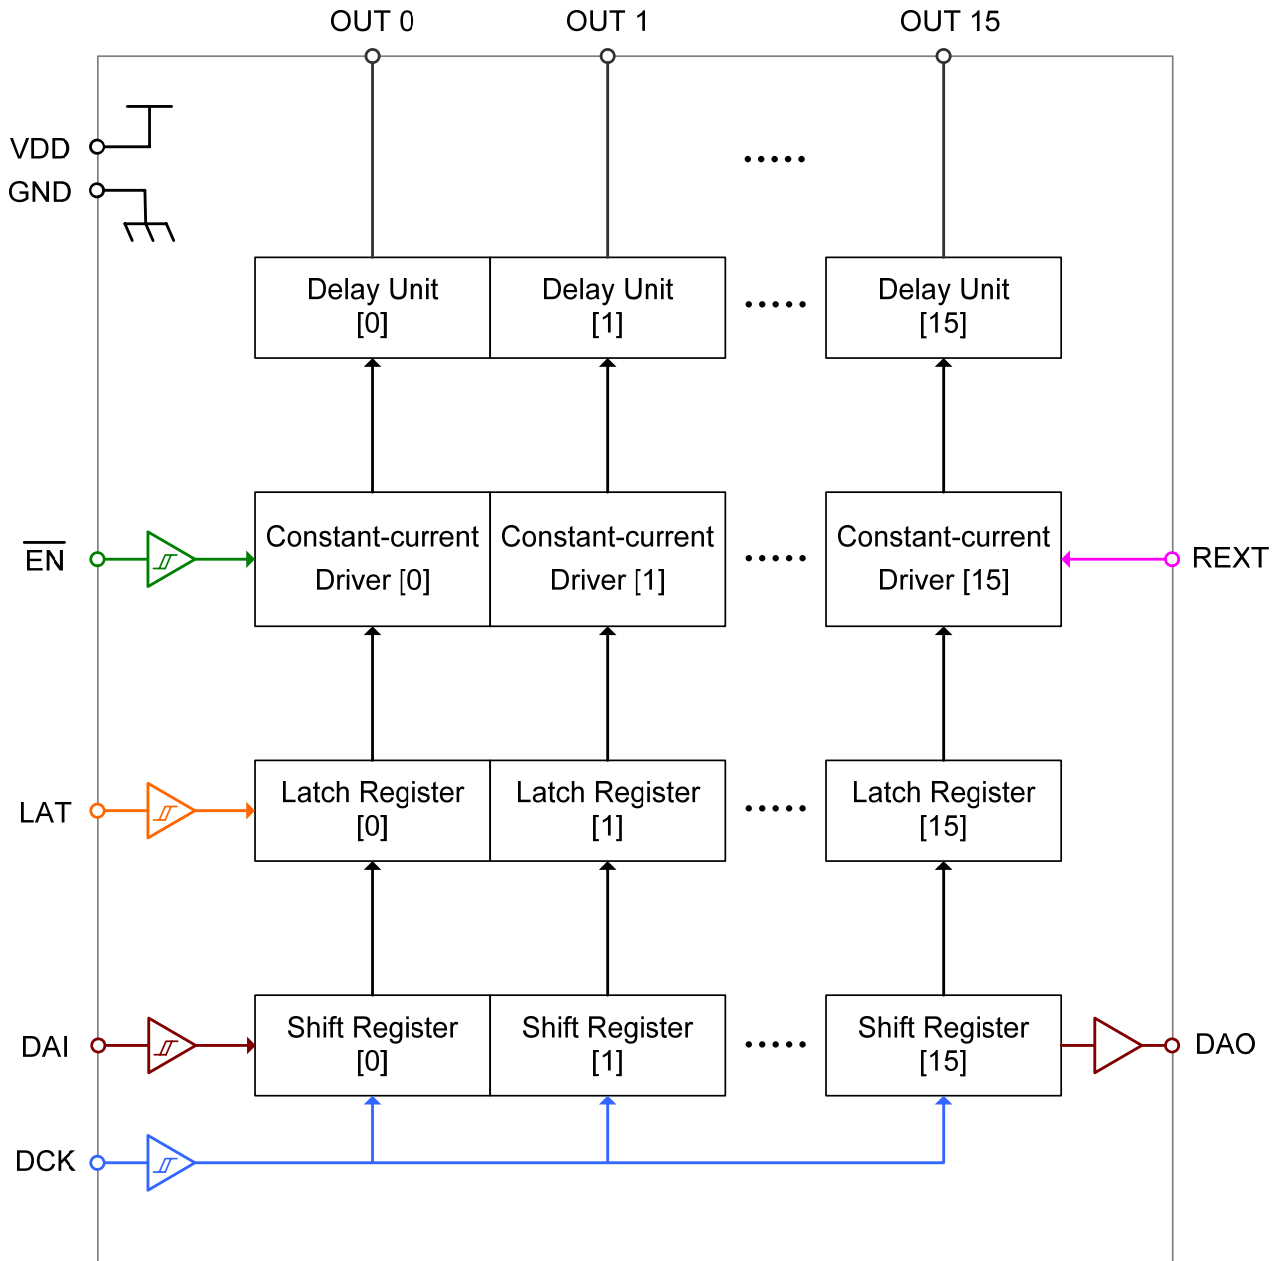 OUT 0
OUT 1
OUT 15
VDD
GND
Delay Unit
[0]
Delay Unit
[1]
Delay Unit
[15]
EN
Constant-current
Driver [0]
Constant-current
Driver [1]
Constant-current
Driver [15]
REXT
LAT
Latch Register
[0]
Latch Register
[1]
Latch Register
[15]
DAI
Shift Register
[0]
Shift Register
[1]
Shift Register
[15]
DAO
DCK